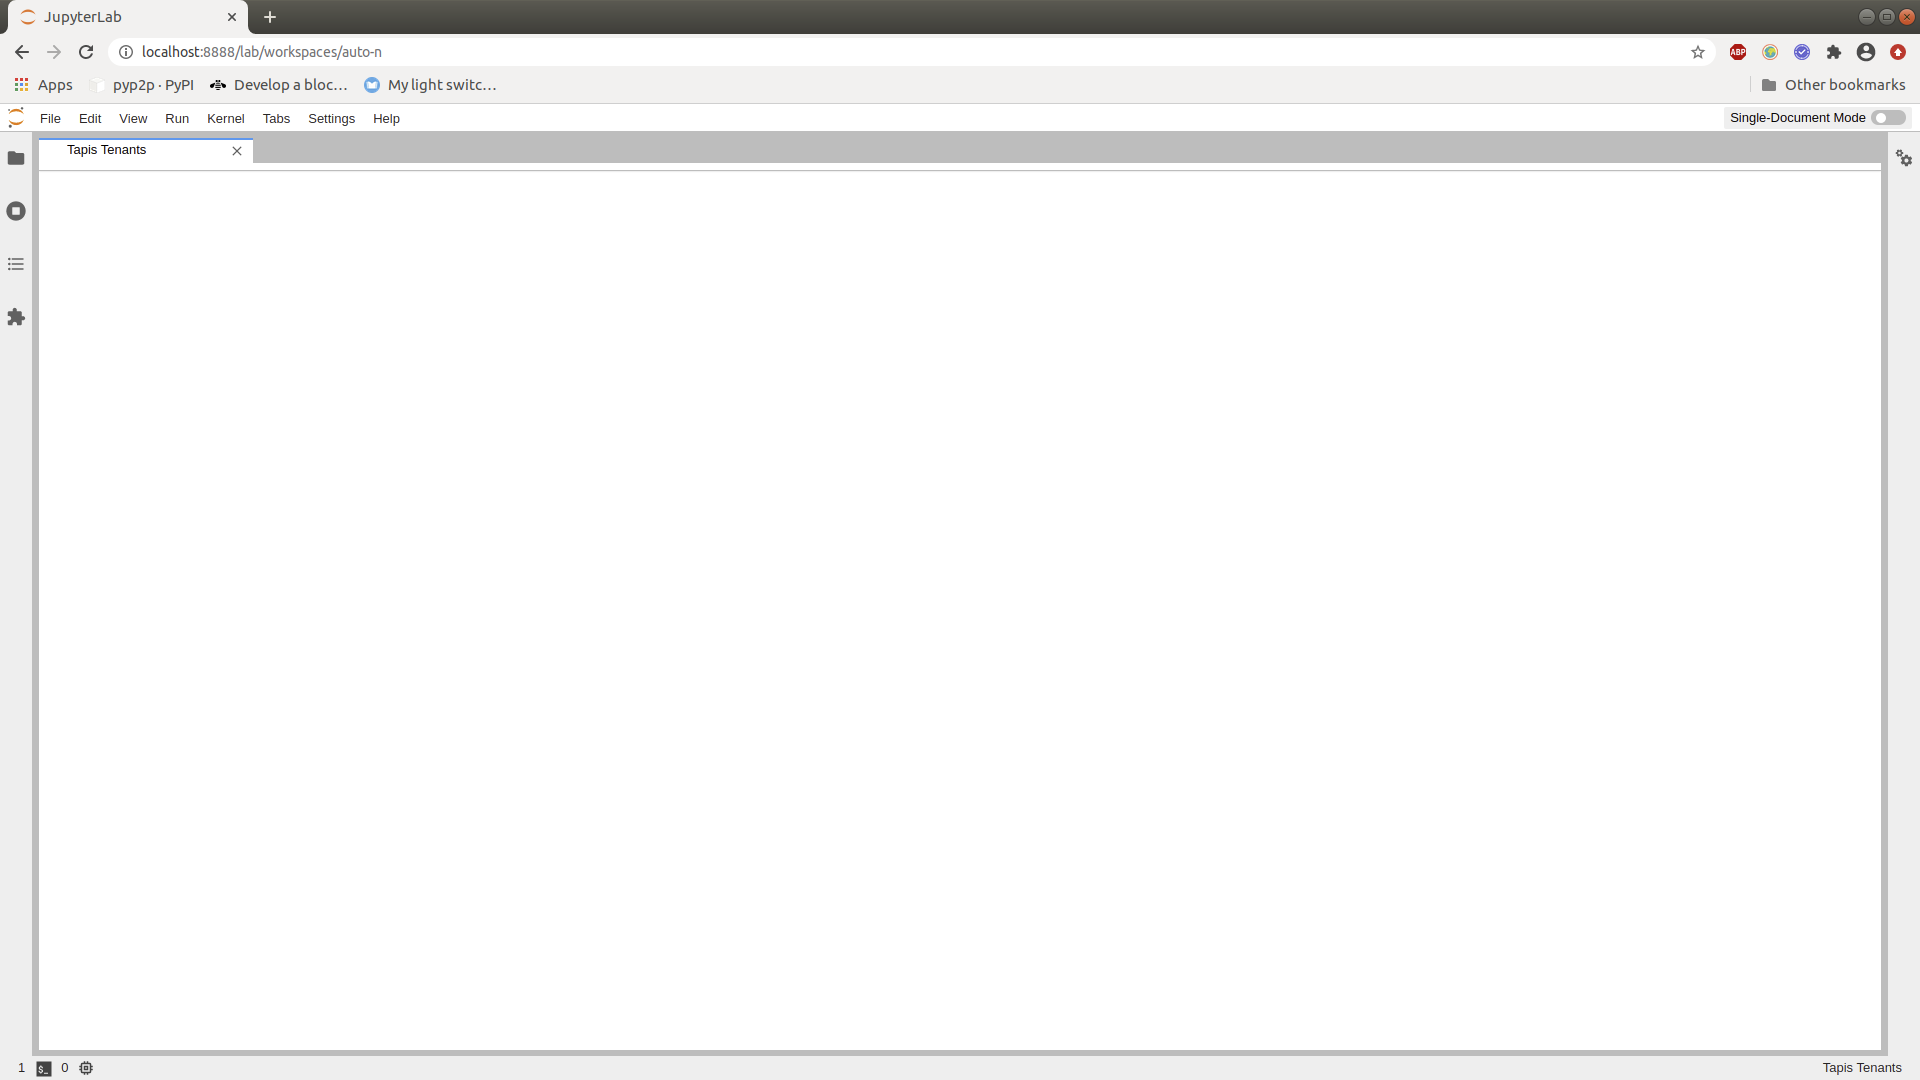 JupyterLab
localhost:8888/lab/workspaces/auto-n
ABP
Apps pyp2p · PyPI Develop a bloc... My light switc... Other bookmarks
File Edit View Run Kernel Tabs Settings Help Single-Document Mode
Tapis Tenants
1 $_ 0 Tapis Tenants